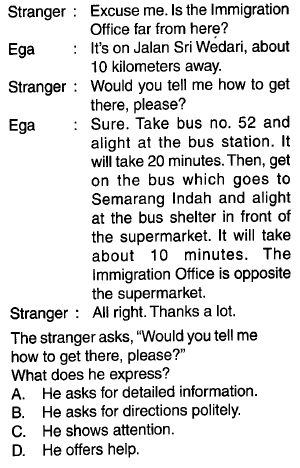 Stranger : Excuse me. Is the Immigration
Office far from here?
Ega : It's on Jalan Sri Wedari, about
10 kilometers away.
Stranger : Would you tell me how to get
there, please?
Ega : Sure. Take bus no. 52 and
alight at the bus station. It
will take 20 minutes. Then, get
on the bus which goes to
Semarang Indah and alight
at the bus shelter in front of
the supermarket. It will take
about 10 minutes. The
Immigration Office is opposite
the supermarket.
Stranger : All right. Thanks a lot.
The stranger asks, "Would you tell me
how to get there, please?"
What does he express?
A. He asks for detailed information.
B. He asks for directions politely.
C. He shows attention.
D. He offers help.